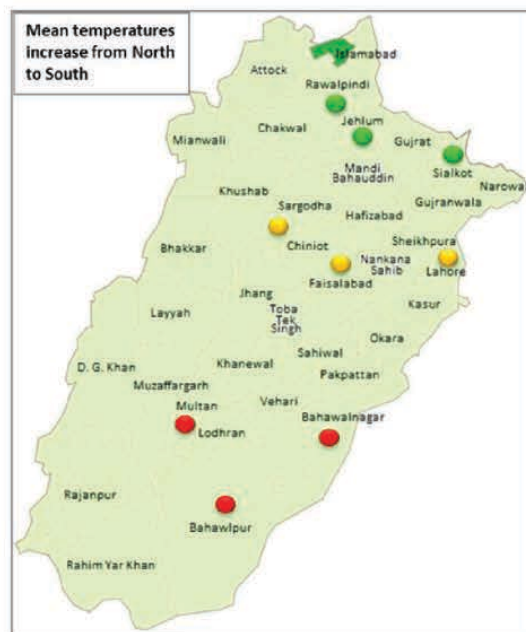 Mean temperatures
increase from North
to South
Islamabad
Attock
Rawalpindi
Jehlum
Chakwal
Gujrat
Mianwali
Mandi
Bahauddin
Sialkot
Narowa
Khushab
Gujranwala
Sargodha
Hafizabad
Sheikhpura
Chiniot
Bhakkar
Nankana
Sahib
Lahore
Faisalabad
Jhang
Kasur
Toba
Tek
Singh
Layyah
Okara
Sahiwal
Khanewal
D. G. Khan
Pakpattan
Muzaffargarh
Vehari
Multan
Bahawalnagar
Lodhran
Rajanpur
Bahawlpur
Rahim Yar Khan